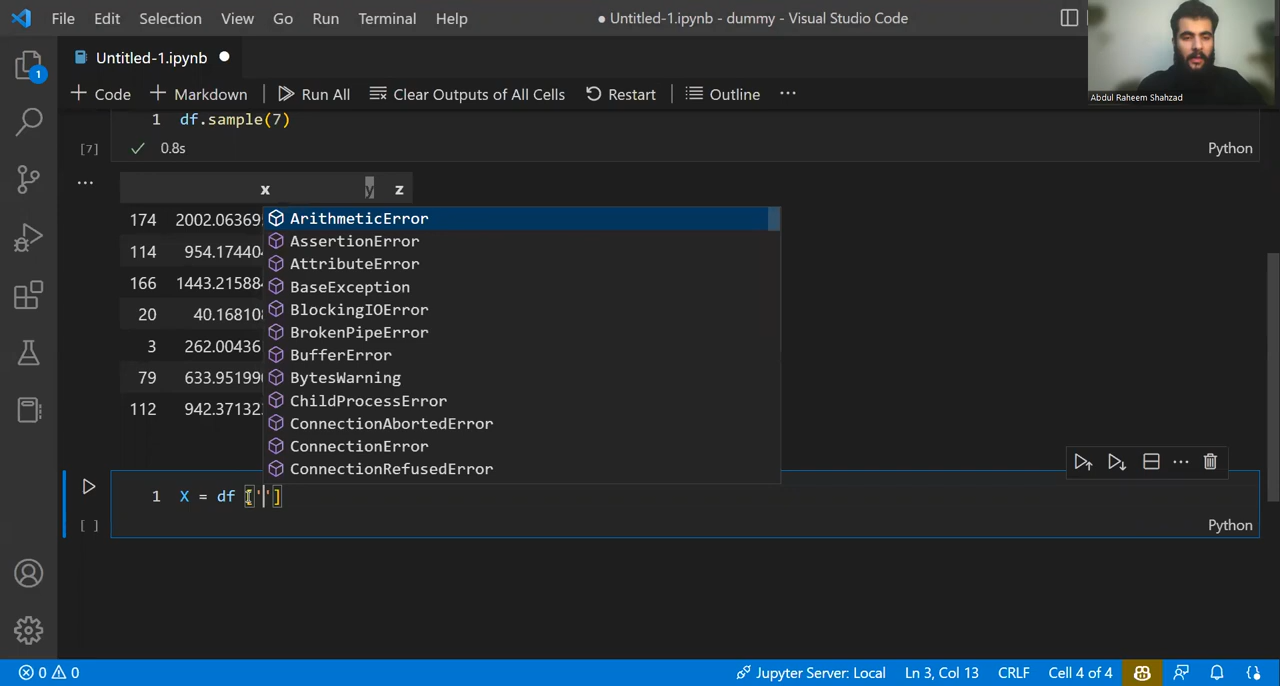 File Edit Selection View Go Run Terminal Help ● Untitled-1.ipynb - dummy - Visual Studio Code
Untitled-1.ipynb ●
Abdul Raheem Shahzad
+ Code + Markdown Run All Clear Outputs of All Cells Restart Outline ...
1
1 df.sample(7)
[7] ✓ 0.8s Python
... x y z
174 2002.06369
114 954.17440
166 1443.21588
20 40.16810
3 262.00436
79 633.95199
112 942.37132
ArithmeticError
AssertionError
AttributeError
BaseException
BlockingIOError
BrokenPipeError
BufferError
BytesWarning
ChildProcessError
ConnectionAbortedError
ConnectionError
ConnectionRefusedError
1 X = df ['']
[ ] Python
0 0 Jupyter Server: Local Ln 3, Col 13 CRLF Cell 4 of 4